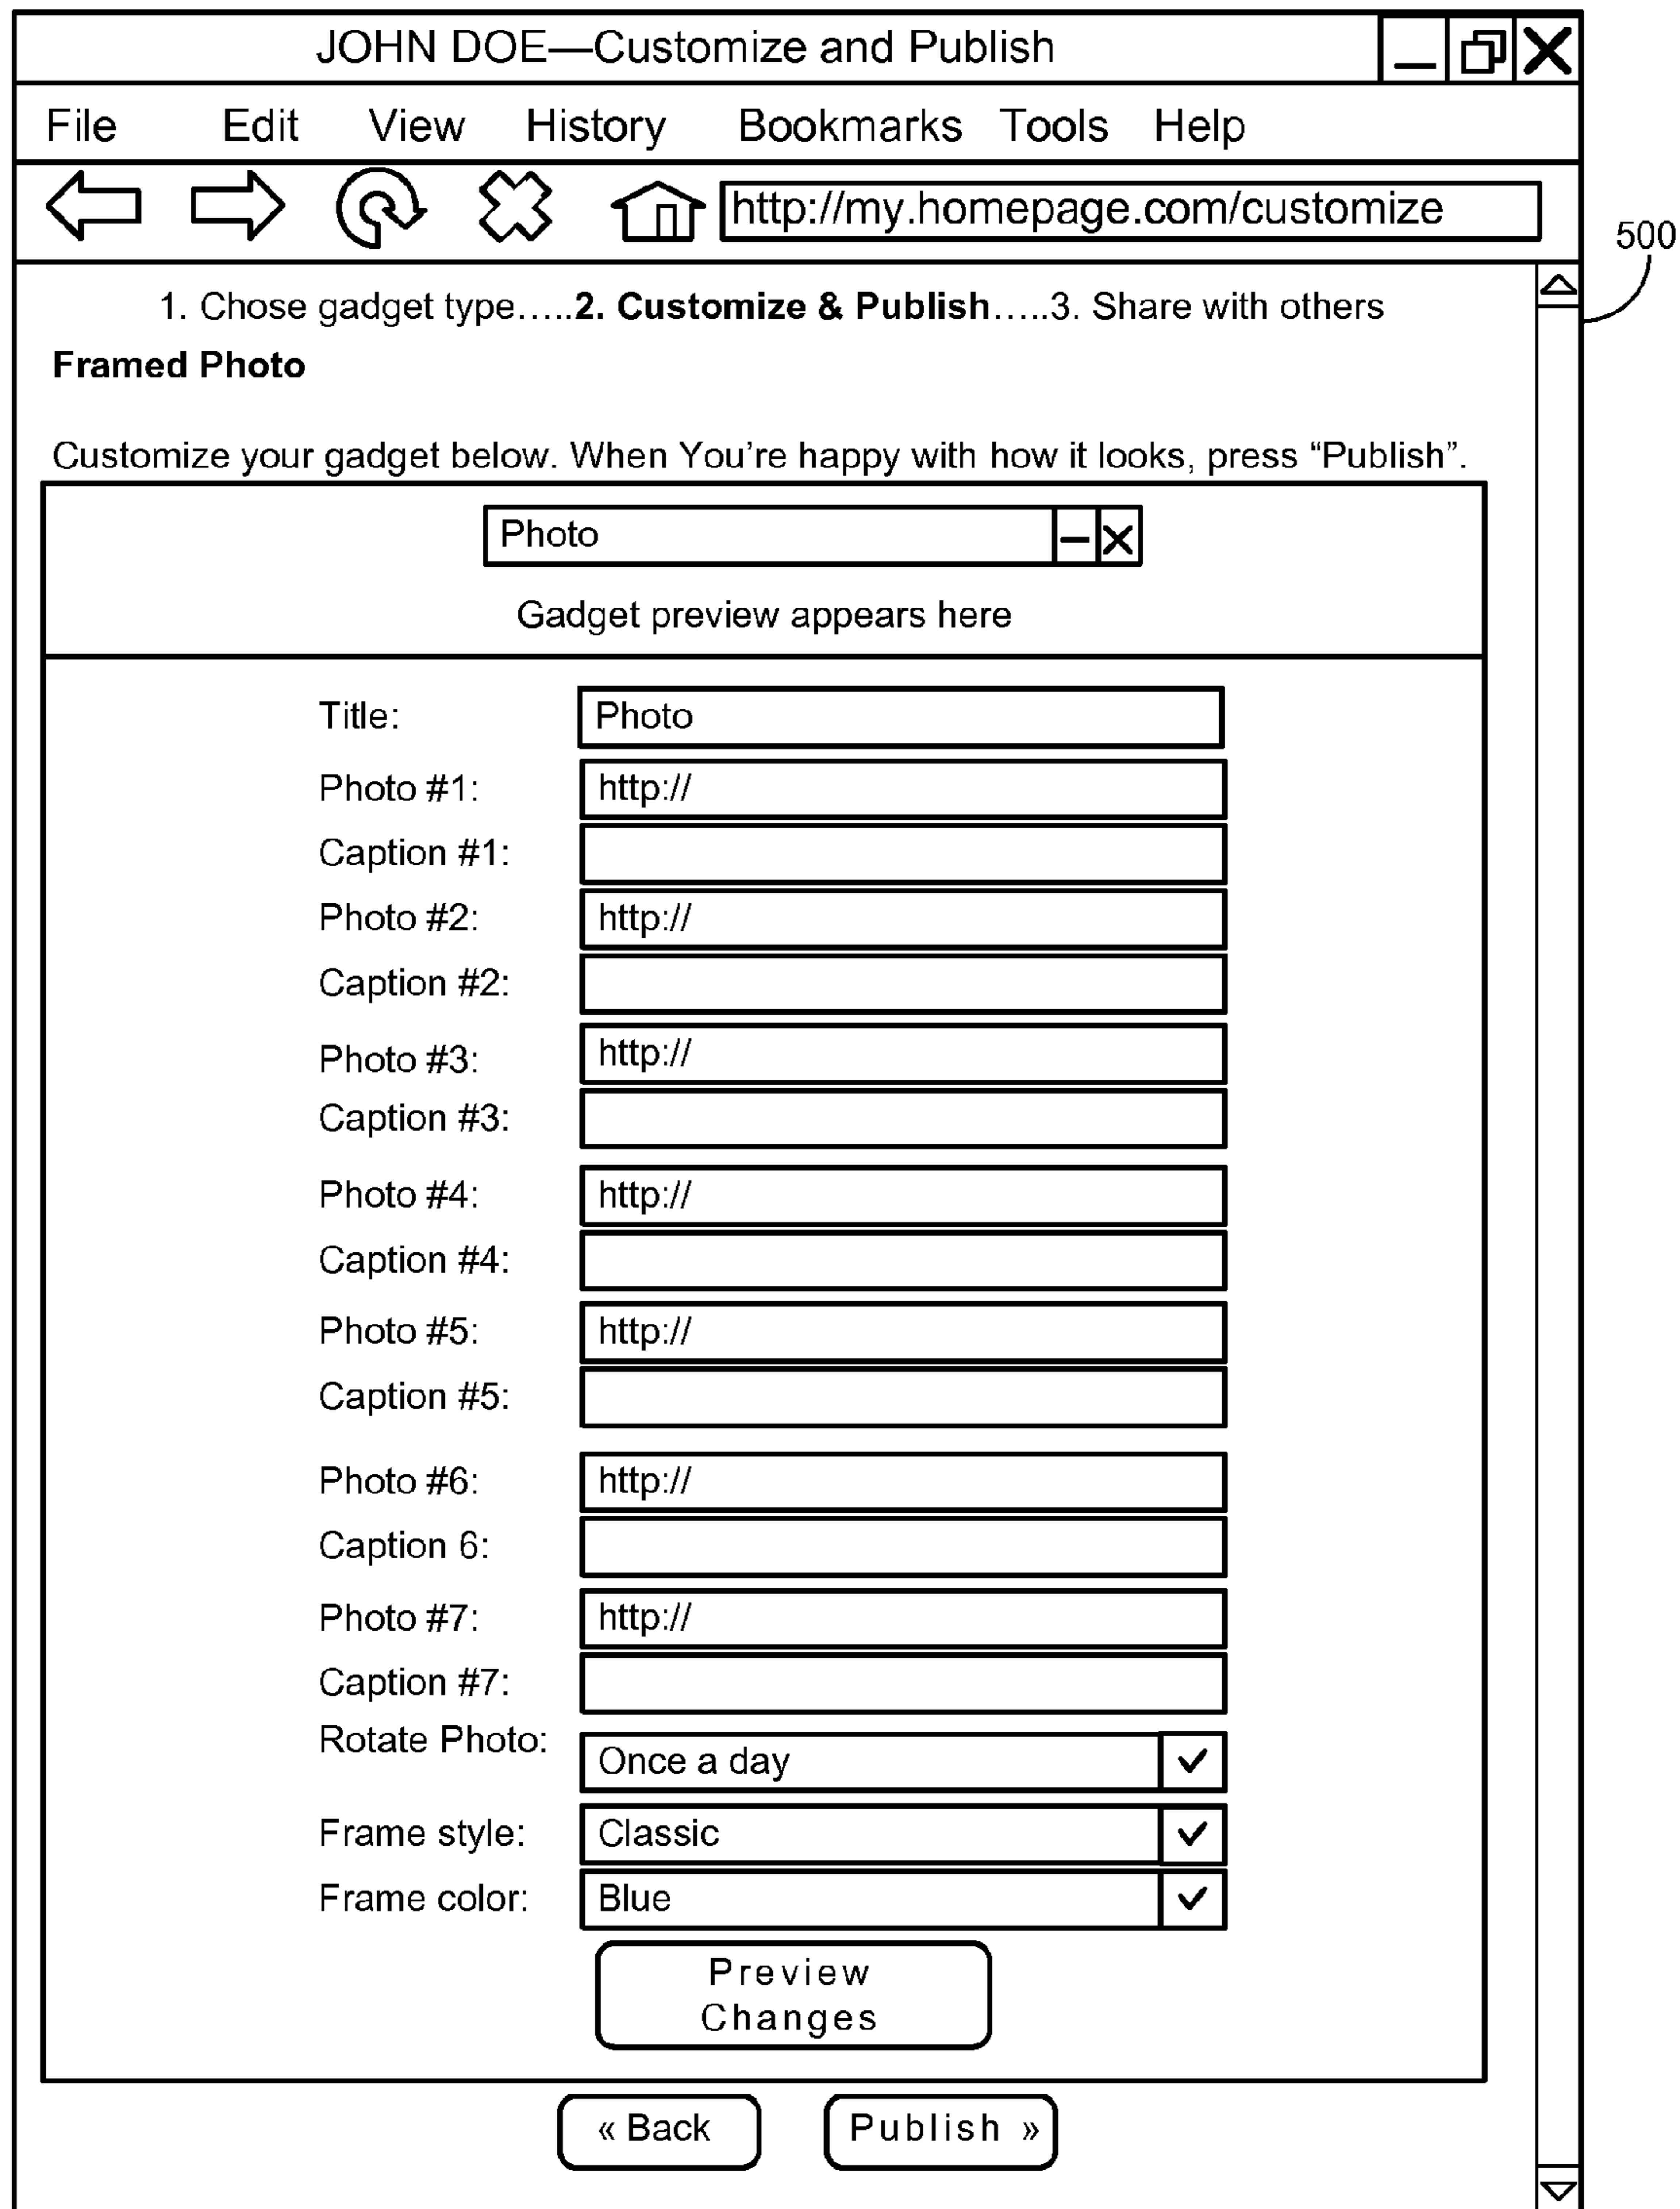 JOHN DOE—Customize and Publish
File Edit View History Bookmarks Tools Help
http://my.homepage.com/customize
500
1. Chose gadget type.....2. Customize & Publish.....3. Share with others
Framed Photo
Customize your gadget below. When You're happy with how it looks, press “Publish”.
Photo
Gadget preview appears here
Title: Photo
Photo #1: http://
Caption #1:
Photo #2: http://
Caption #2:
Photo #3: http://
Caption #3:
Photo #4: http://
Caption #4:
Photo #5: http://
Caption #5:
Photo #6: http://
Caption 6:
Photo #7: http://
Caption #7:
Rotate Photo: Once a day
Frame style: Classic
Frame color: Blue
Preview
Changes
« Back Publish »